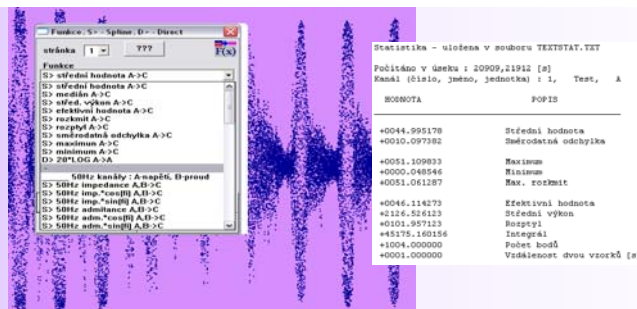 Funkce, S> - Spline, D> - Direct
stránka 1 ???
F(x)
Funkce
S> střední hodnota A->C
S> střední hodnota A->C
S> medián A->C
S> střed. výkon A->C
S> efektivní hodnota A->C
S> rozkmit A->C
S> rozptyl A->C
S> směrodatná odchylka A->C
S> maximum A->C
S> minimum A->C
D> 20*LOG A->A
-
____ 50Hz kanály : A-napětí, B-proud
S> 50Hz impedance A,B->C
S> 50Hz imp.*cos(fi) A,B->C
S> 50Hz imp.*sin(fi) A,B->C
S> 50Hz admitance A,B->C
S> 50Hz adm.*cos(fi) A,B->C
S> 50Hz adm.*sin(fi) A,B->C
Statistika - uložena v souboru TEXTSTAT.TXT
Počítáno v úseku : 20909,21912 [s]
Kanál (číslo, jméno, jednotka) : 1, Test, A
HODNOTA POPIS
+0044.995178 Střední hodnota
+0010.097382 Směrodatná odchylka
+0051.109833 Maximum
+0000.048546 Minimum
+0051.061287 Max. rozkmit
+0046.114273 Efektivní hodnota
+2126.526123 Střední výkon
+0101.957123 Rozptyl
+45175.160156 Integrál
+1004.000000 Počet bodů
+0001.000000 Vzdálenost dvou vzorků [s